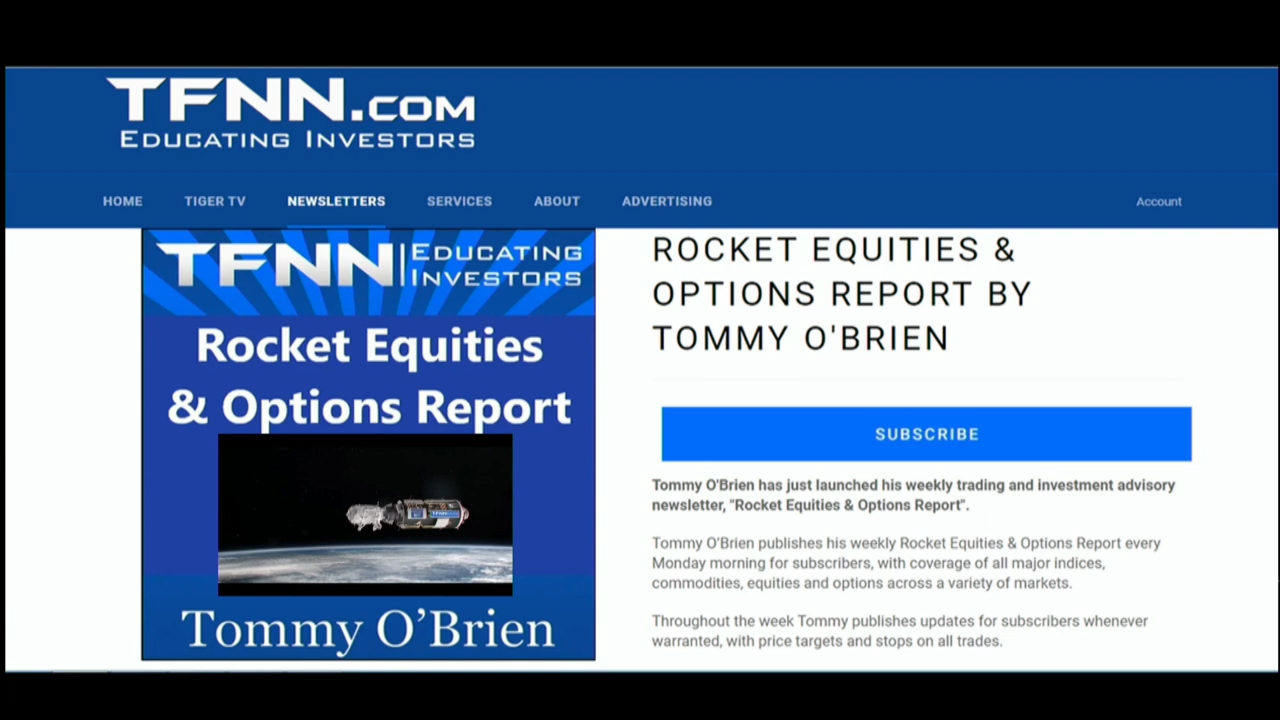 TFNN.COM
EDUCATING INVESTORS
HOME TIGER TV NEWSLETTERS SERVICES ABOUT ADVERTISING Account
TFNN | EDUCATING
INVESTORS
Rocket Equities
& Options Report
TFNN
Tommy O’Brien
ROCKET EQUITIES &
OPTIONS REPORT BY
TOMMY O'BRIEN
SUBSCRIBE
Tommy O'Brien has just launched his weekly trading and investment advisory
newsletter, "Rocket Equities & Options Report".
Tommy O'Brien publishes his weekly Rocket Equities & Options Report every
Monday morning for subscribers, with coverage of all major indices,
commodities, equities and options across a variety of markets.
Throughout the week Tommy publishes updates for subscribers whenever
warranted, with price targets and stops on all trades.